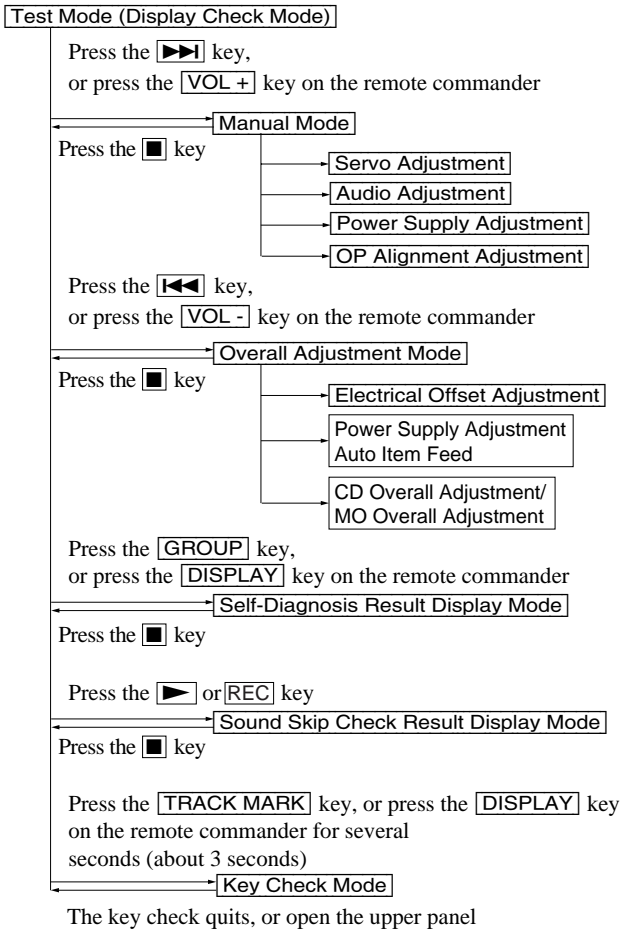 Test Mode (Display Check Mode)
Press the ▶▶| key,
or press the VOL + key on the remote commander
Manual Mode
Press the ■ key
Servo Adjustment
Audio Adjustment
Power Supply Adjustment
OP Alignment Adjustment
Press the |◀◀ key,
or press the VOL - key on the remote commander
Overall Adjustment Mode
Press the ■ key
Electrical Offset Adjustment
Power Supply Adjustment
Auto Item Feed
CD Overall Adjustment/
MO Overall Adjustment
Press the GROUP key,
or press the DISPLAY key on the remote commander
Self-Diagnosis Result Display Mode
Press the ■ key
Press the ▶ or REC key
Sound Skip Check Result Display Mode
Press the ■ key
Press the TRACK MARK key, or press the DISPLAY key
on the remote commander for several
seconds (about 3 seconds)
Key Check Mode
The key check quits, or open the upper panel